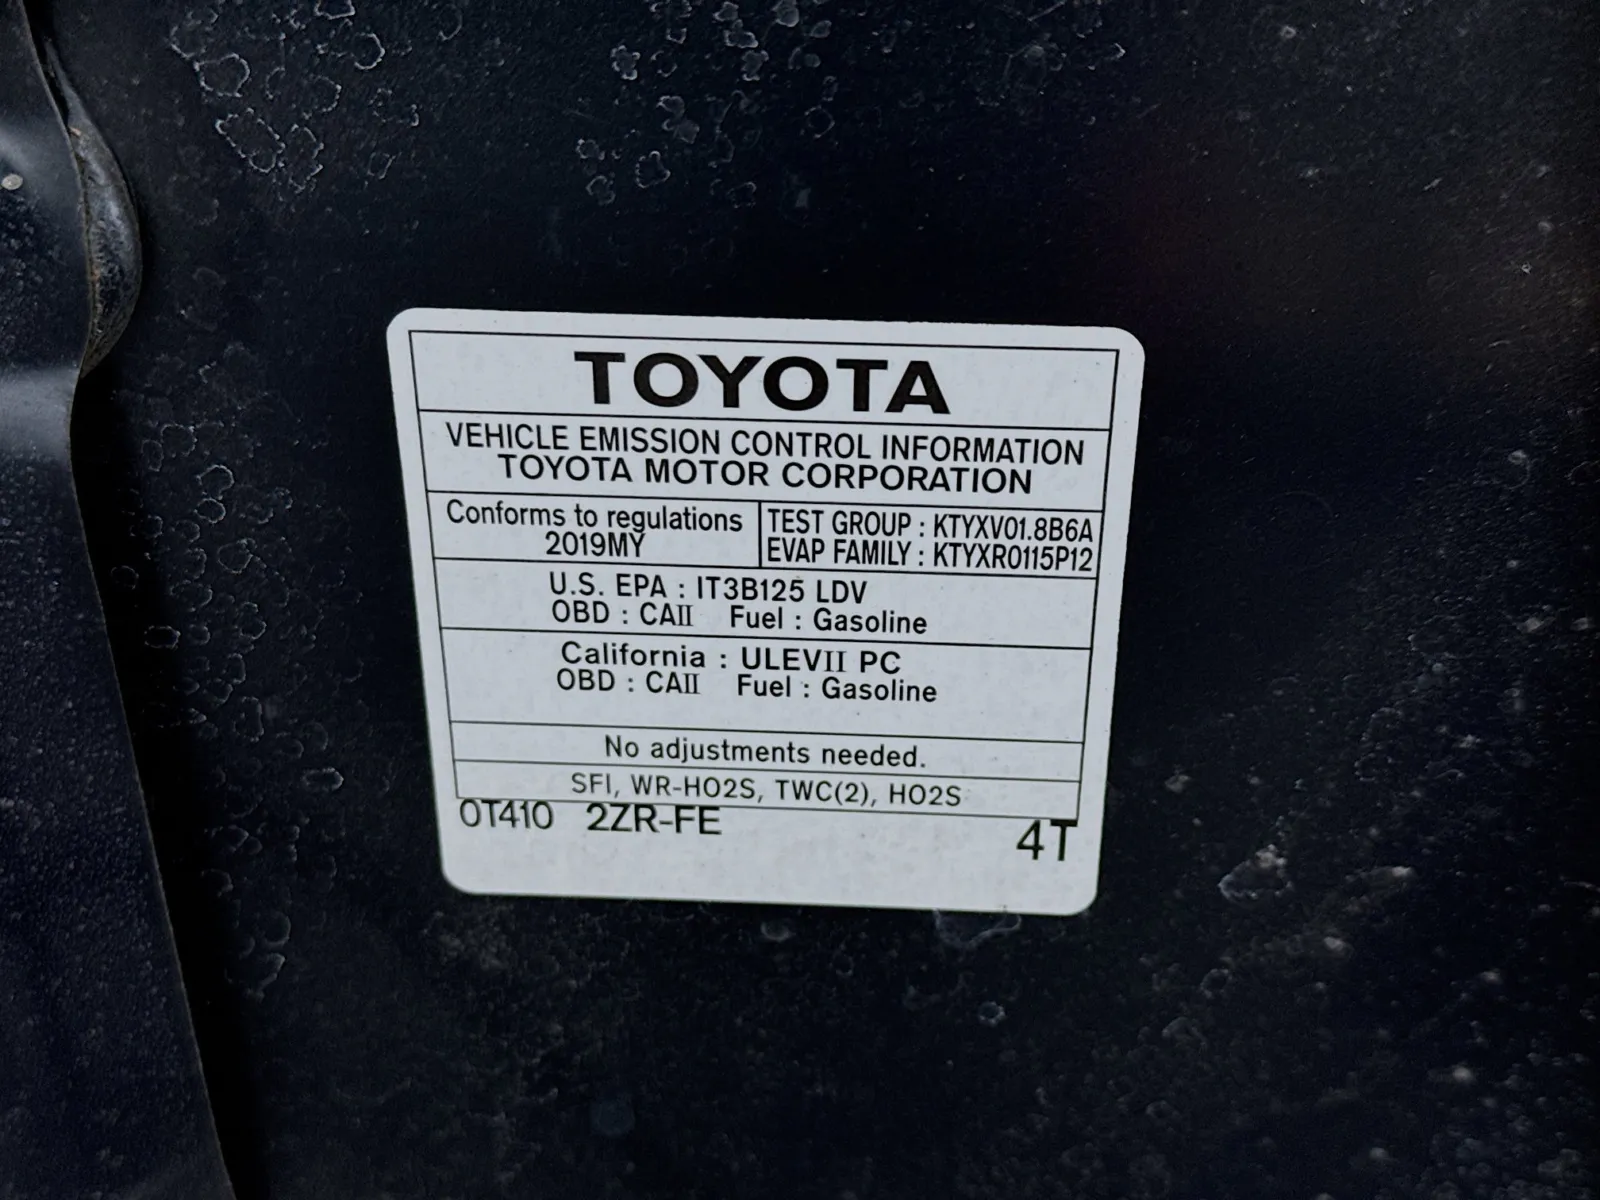 TOYOTA
VEHICLE EMISSION CONTROL INFORMATION
TOYOTA MOTOR CORPORATION
Conforms to regulations
2019MY
TEST GROUP : KTYXV01.8B6A
EVAP FAMILY : KTYXR0115P12
U.S. EPA : IT3B125 LDV
OBD : CAII Fuel : Gasoline
California : ULEVII PC
OBD : CAII Fuel : Gasoline
No adjustments needed.
SFI, WR-HO2S, TWC(2), HO2S
0T410 2ZR-FE 4T